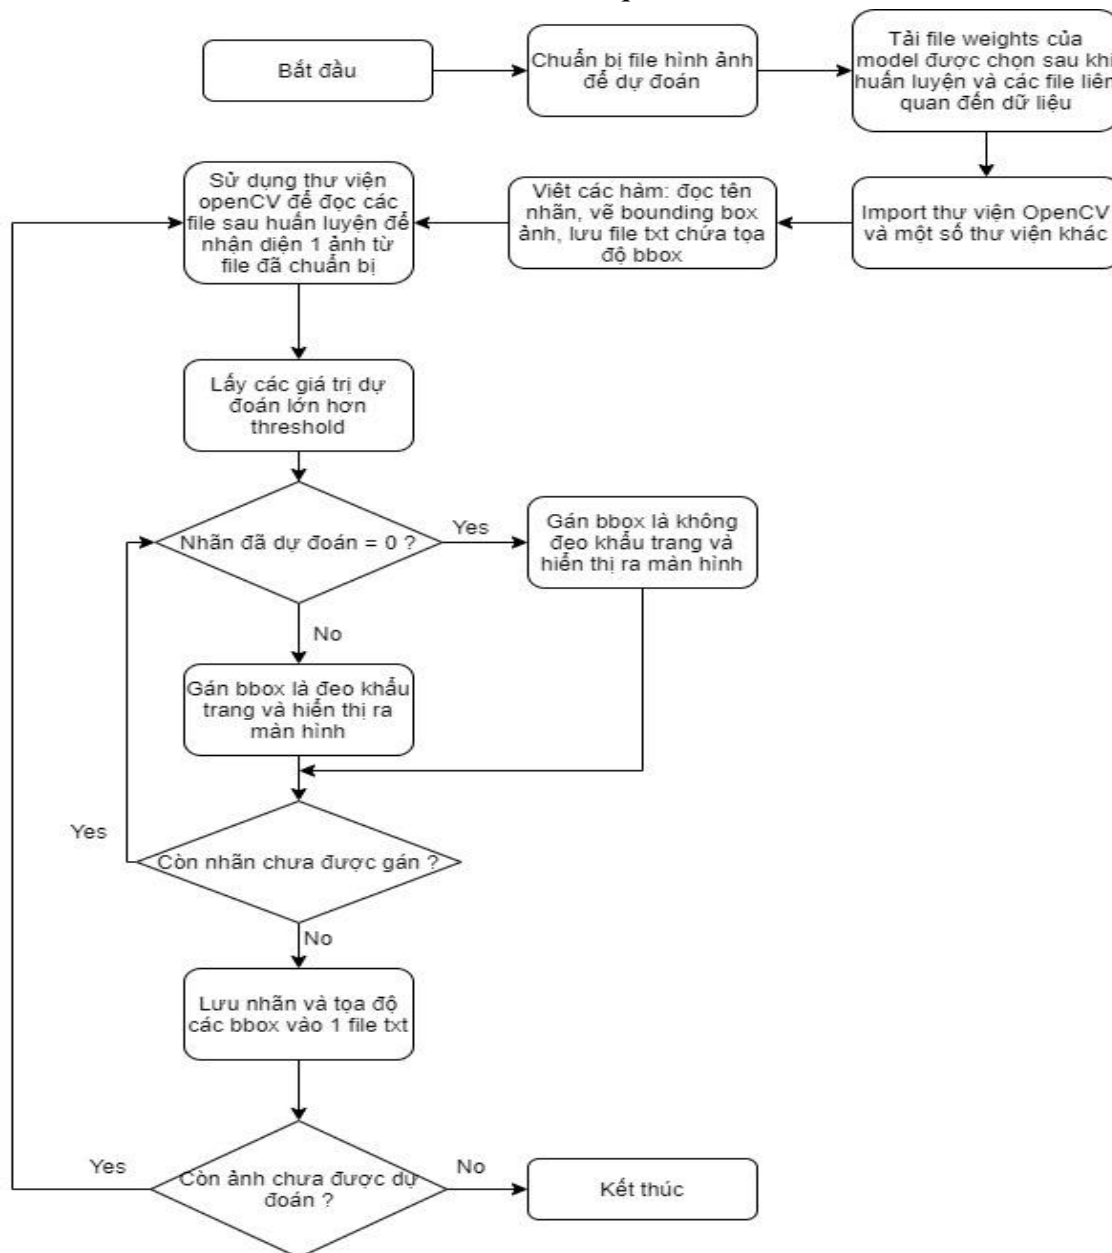 Bắt đầu
Chuẩn bị file hình ảnh
để dự đoán
Tải file weights của
model được chọn sau khi
huấn luyện và các file liên
quan đến dữ liệu
Import thư viện OpenCV
và một số thư viện khác
Viêt các hàm: đọc tên
nhãn, vẽ bounding box
ảnh, lưu file txt chứa tọa
độ bbox
Sử dụng thư viện
openCV để đọc các
file sau huấn luyện để
nhận diện 1 ảnh từ
file đã chuẩn bị
Lấy các giá trị dự
đoán lớn hơn
threshold
Nhãn đã dự đoán = 0 ?
Yes
Gán bbox là không
đeo khẩu trang và
hiển thị ra màn hình
No
Gán bbox là đeo khẩu
trang và hiển thị ra
màn hình
Yes
Còn nhãn chưa được gán ?
No
Lưu nhãn và tọa độ
các bbox vào 1 file txt
Yes
Còn ảnh chưa được dự
đoán ?
No
Kết thúc